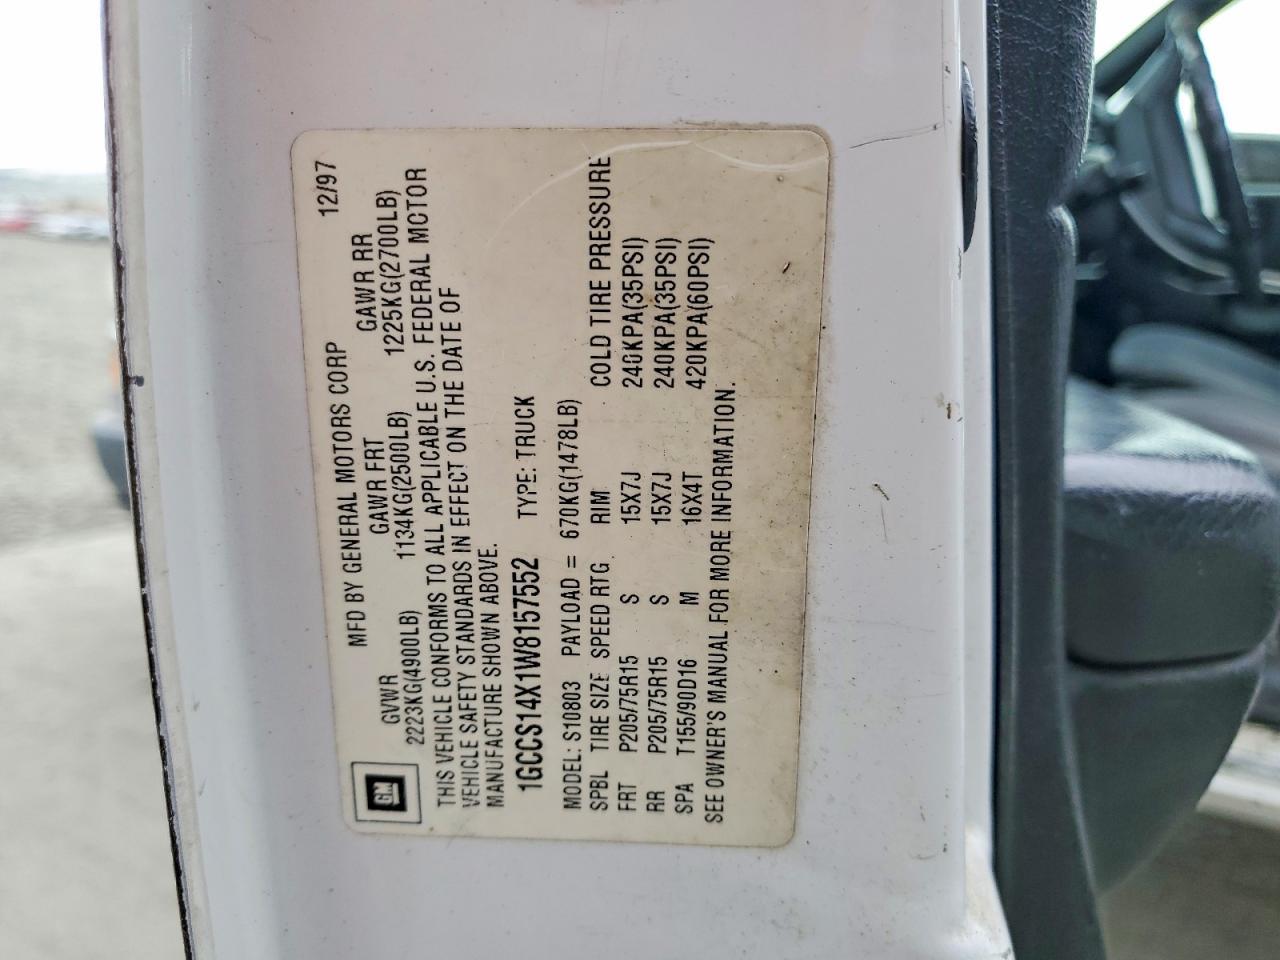 MFD BY GENERAL MOTORS CORP 12/97
GM
GVWR GAWR FRT GAWR RR
2223KG(4900LB) 1134KG(2500LB) 1225KG(2700LB)
THIS VEHICLE CONFORMS TO ALL APPLICABLE U.S. FEDERAL MOTOR
VEHICLE SAFETY STANDARDS IN EFFECT ON THE DATE OF
MANUFACTURE SHOWN ABOVE.
1GCCS14X1W8157552 TYPE: TRUCK
MODEL: S10803 PAYLOAD = 670KG(1478LB)
SPBL TIRE SIZE SPEED RTG RIM COLD TIRE PRESSURE
FRT P205/75R15 S 15X7J 240KPA(35PSI)
RR P205/75R15 S 15X7J 240KPA(35PSI)
SPA T155/90D16 M 16X4T 420KPA(60PSI)
SEE OWNER'S MANUAL FOR MORE INFORMATION.